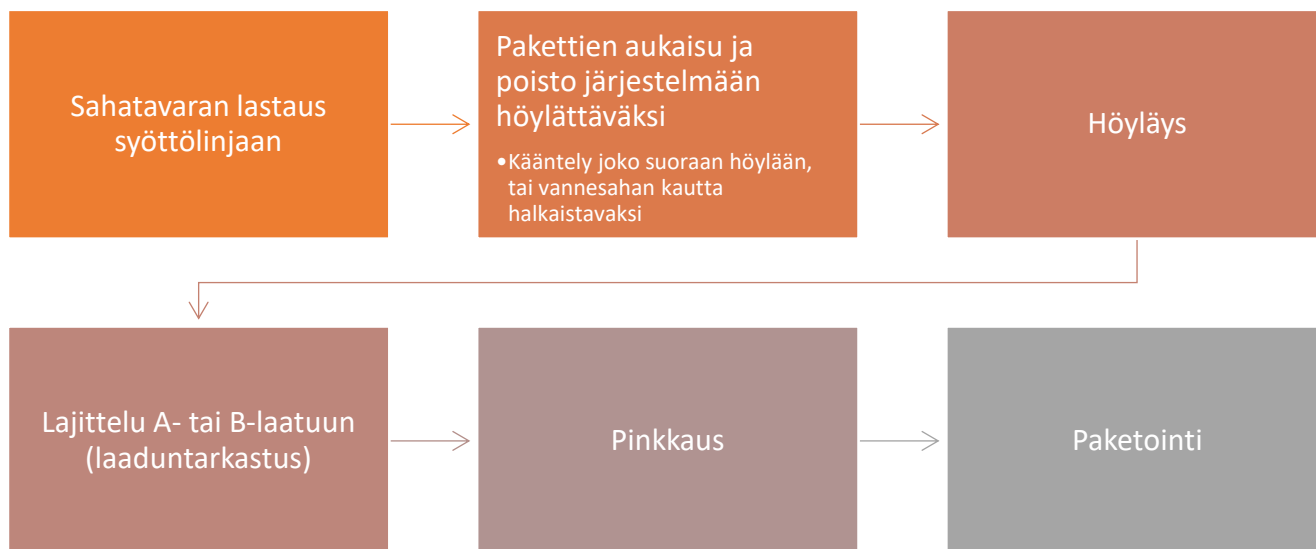 Sahatavaran lastaus
syöttölinjaan
Pakettien aukaisu ja
poisto järjestelmään
höylättäväksi
•Kääntely joko suoraan höylään,
tai vannesahan kautta
halkaistavaksi
Höyläys
Lajittelu A- tai B-laatuun
(laaduntarkastus)
Pinkkaus
Paketointi